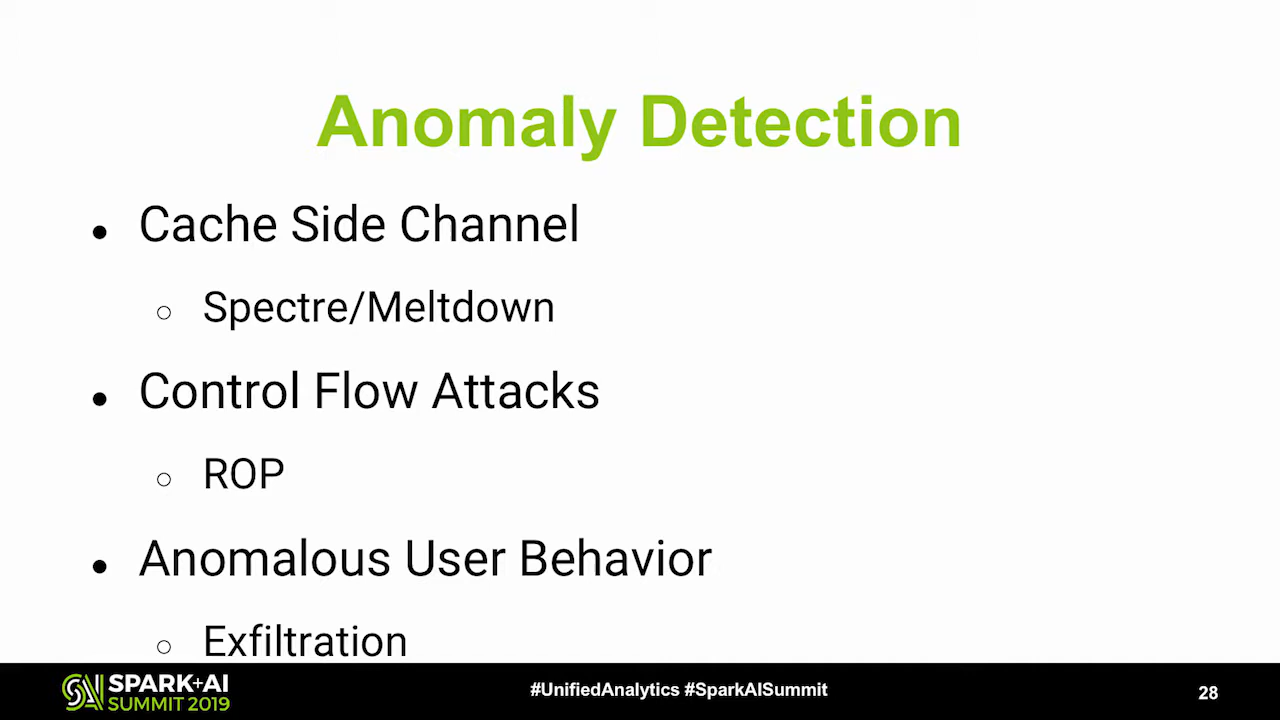 Anomaly Detection
● Cache Side Channel
○ Spectre/Meltdown
● Control Flow Attacks
○ ROP
● Anomalous User Behavior
○ Exfiltration
SPARK+AI
SUMMIT 2019
#UnifiedAnalytics #SparkAISummit
28